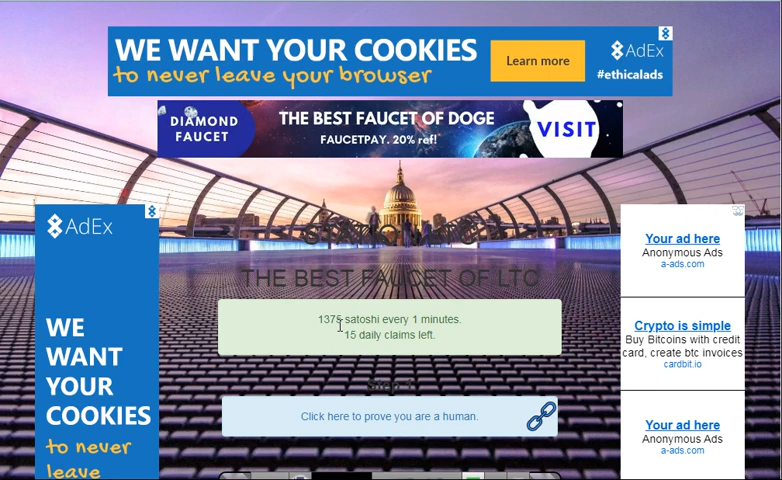 WE WANT YOUR COOKIES
to never leave your browser
Learn more
AdEx
#ethicalads
DIAMOND
FAUCET
THE BEST FAUCET OF DOGE
FAUCETPAY. 20% ref!
VISIT
AdEx
WE
WANT
YOUR
COOKIES
to never
leave
THE BEST FAUCET OF LTC
1375 satoshi every 1 minutes.
15 daily claims left.
Step 1
Click here to prove you are a human.
Your ad here
Anonymous Ads
a-ads.com
Crypto is simple
Buy Bitcoins with credit
card, create btc invoices
cardbit.io
Your ad here
Anonymous Ads
a-ads.com